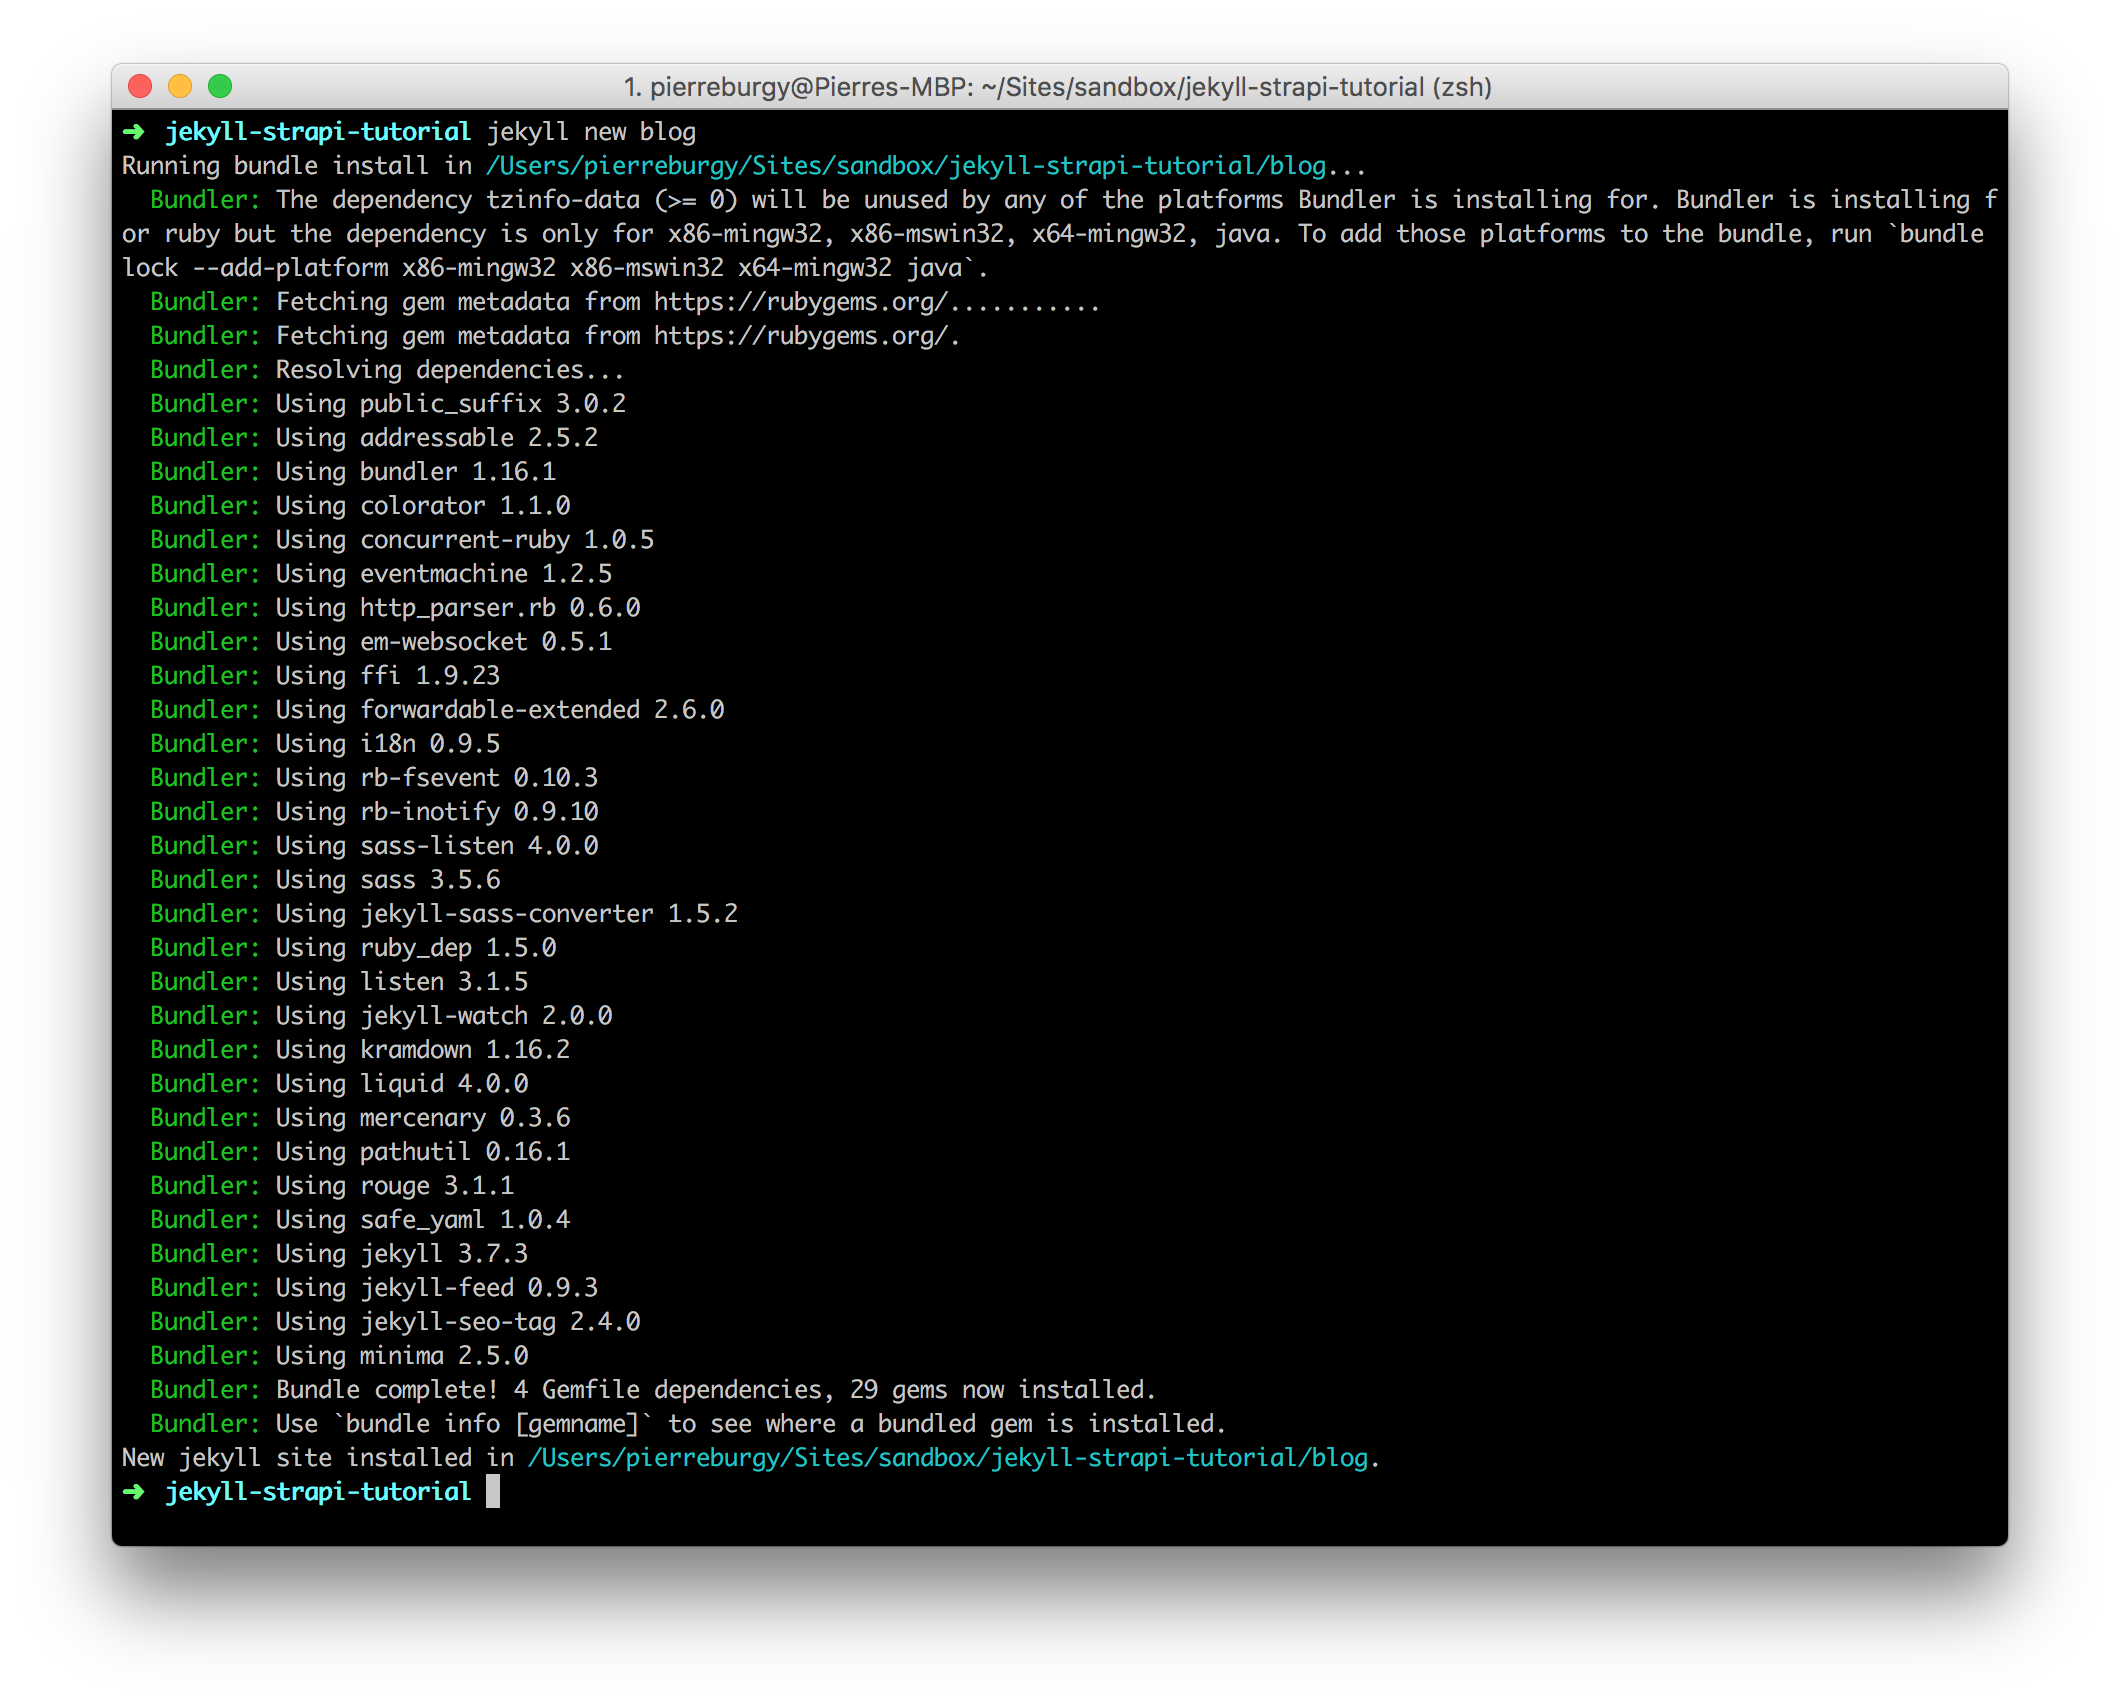 1. pierreburgy@Pierres-MBP: ~/Sites/sandbox/jekyll-strapi-tutorial (zsh)
➜  jekyll-strapi-tutorial jekyll new blog
Running bundle install in /Users/pierreburgy/Sites/sandbox/jekyll-strapi-tutorial/blog...
  Bundler: The dependency tzinfo-data (>= 0) will be unused by any of the platforms Bundler is installing for. Bundler is installing f
or ruby but the dependency is only for x86-mingw32, x86-mswin32, x64-mingw32, java. To add those platforms to the bundle, run `bundle
lock --add-platform x86-mingw32 x86-mswin32 x64-mingw32 java`.
  Bundler: Fetching gem metadata from https://rubygems.org/...........
  Bundler: Fetching gem metadata from https://rubygems.org/.
  Bundler: Resolving dependencies...
  Bundler: Using public_suffix 3.0.2
  Bundler: Using addressable 2.5.2
  Bundler: Using bundler 1.16.1
  Bundler: Using colorator 1.1.0
  Bundler: Using concurrent-ruby 1.0.5
  Bundler: Using eventmachine 1.2.5
  Bundler: Using http_parser.rb 0.6.0
  Bundler: Using em-websocket 0.5.1
  Bundler: Using ffi 1.9.23
  Bundler: Using forwardable-extended 2.6.0
  Bundler: Using i18n 0.9.5
  Bundler: Using rb-fsevent 0.10.3
  Bundler: Using rb-inotify 0.9.10
  Bundler: Using sass-listen 4.0.0
  Bundler: Using sass 3.5.6
  Bundler: Using jekyll-sass-converter 1.5.2
  Bundler: Using ruby_dep 1.5.0
  Bundler: Using listen 3.1.5
  Bundler: Using jekyll-watch 2.0.0
  Bundler: Using kramdown 1.16.2
  Bundler: Using liquid 4.0.0
  Bundler: Using mercenary 0.3.6
  Bundler: Using pathutil 0.16.1
  Bundler: Using rouge 3.1.1
  Bundler: Using safe_yaml 1.0.4
  Bundler: Using jekyll 3.7.3
  Bundler: Using jekyll-feed 0.9.3
  Bundler: Using jekyll-seo-tag 2.4.0
  Bundler: Using minima 2.5.0
  Bundler: Bundle complete! 4 Gemfile dependencies, 29 gems now installed.
  Bundler: Use `bundle info [gemname]` to see where a bundled gem is installed.
New jekyll site installed in /Users/pierreburgy/Sites/sandbox/jekyll-strapi-tutorial/blog.
➜  jekyll-strapi-tutorial